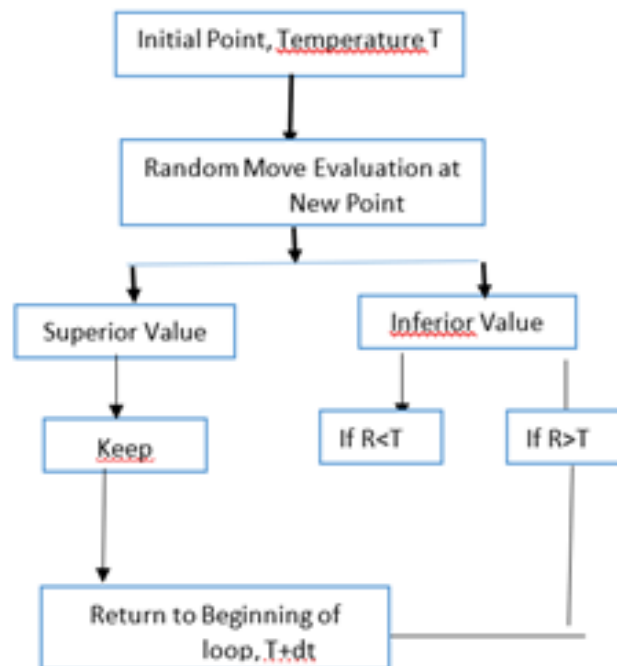 Initial Point, Temperature T
Random Move Evaluation at
New Point
Superior Value
Inferior Value
Keep
If R<T
If R>T
Return to Beginning of
loop, T+dt